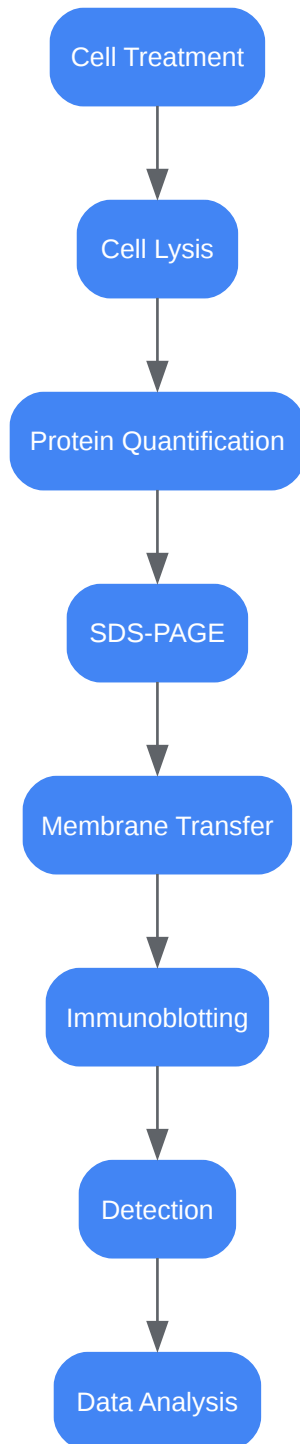 Cell Treatment
Cell Lysis
Protein Quantification
SDS-PAGE
Membrane Transfer
Immunoblotting
Detection
Data Analysis